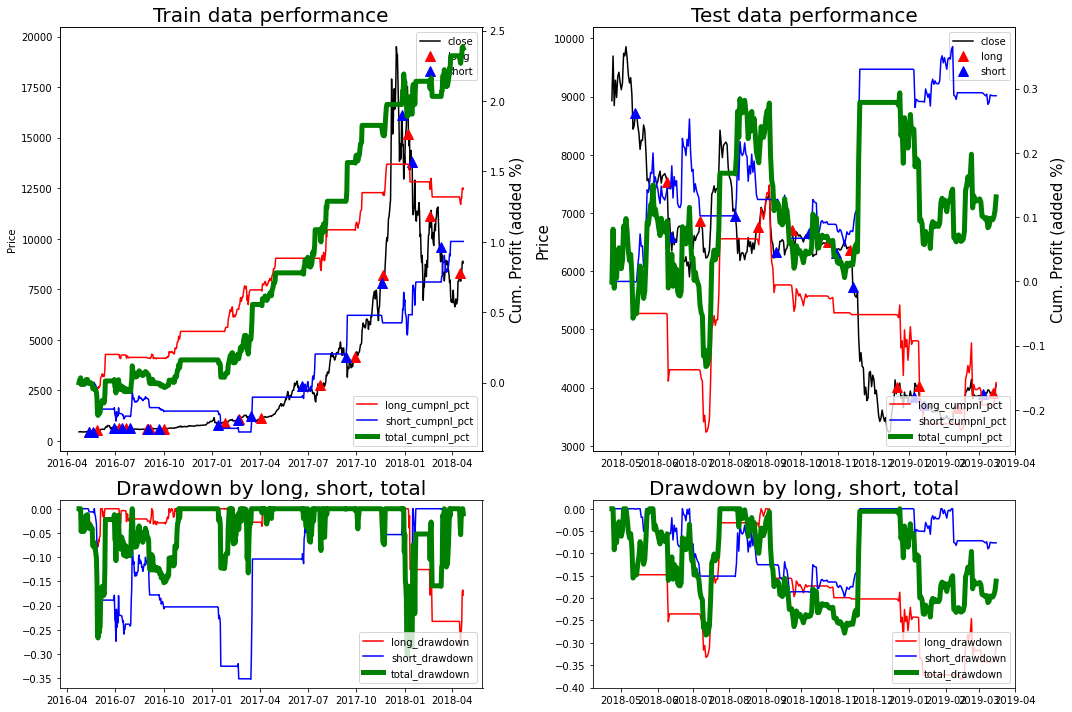 Train data performance
20000
17500
15000
12500
10000
7500
5000
2500
0
Price
2.5
2.0
1.5
1.0
0.5
0.0
Cum. Profit (added %)
close
long
short
long_cumpnl_pct
short_cumpnl_pct
total_cumpnl_pct
2016-04 2016-07 2016-10 2017-01 2017-04 2017-07 2017-10 2018-01 2018-04
Test data performance
10000
9000
8000
7000
6000
5000
4000
3000
Price
0.3
0.2
0.1
0.0
−0.1
−0.2
Cum. Profit (added %)
close
long
short
long_cumpnl_pct
short_cumpnl_pct
total_cumpnl_pct
2018-05 2018-06 2018-07 2018-08 2018-09 2018-10 2018-11 2018-12 2019-01 2019-02 2019-03 2019-04
Drawdown by long, short, total
0.00
−0.05
−0.10
−0.15
−0.20
−0.25
−0.30
−0.35
long_drawdown
short_drawdown
total_drawdown
2016-04 2016-07 2016-10 2017-01 2017-04 2017-07 2017-10 2018-01 2018-04
Drawdown by long, short, total
0.00
−0.05
−0.10
−0.15
−0.20
−0.25
−0.30
−0.35
−0.40
long_drawdown
short_drawdown
total_drawdown
2018-05 2018-06 2018-07 2018-08 2018-09 2018-10 2018-11 2018-12 2019-01 2019-02 2019-03 2019-04